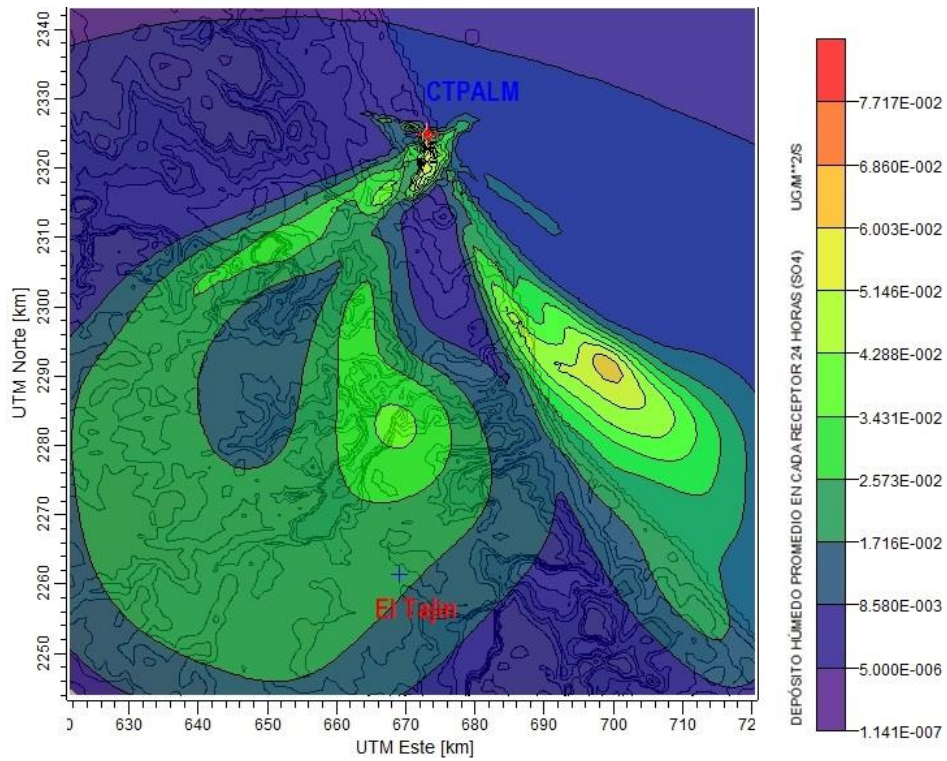 2340
2330
2320
2310
2300
2290
2280
2270
2260
2250
UTM Norte [km]
CTPALM
El Tajin
:0
630
640
650
660
670
680
690
700
710
72
UTM Este [km]
DEPÓSITO HÚMEDO PROMEDIO EN CADA RECEPTOR 24 HORAS (SO4) UG/M**2/S
7.717E-002
6.860E-002
6.003E-002
5.146E-002
4.288E-002
3.431E-002
2.573E-002
1.716E-002
8.580E-003
5.000E-006
1.141E-007